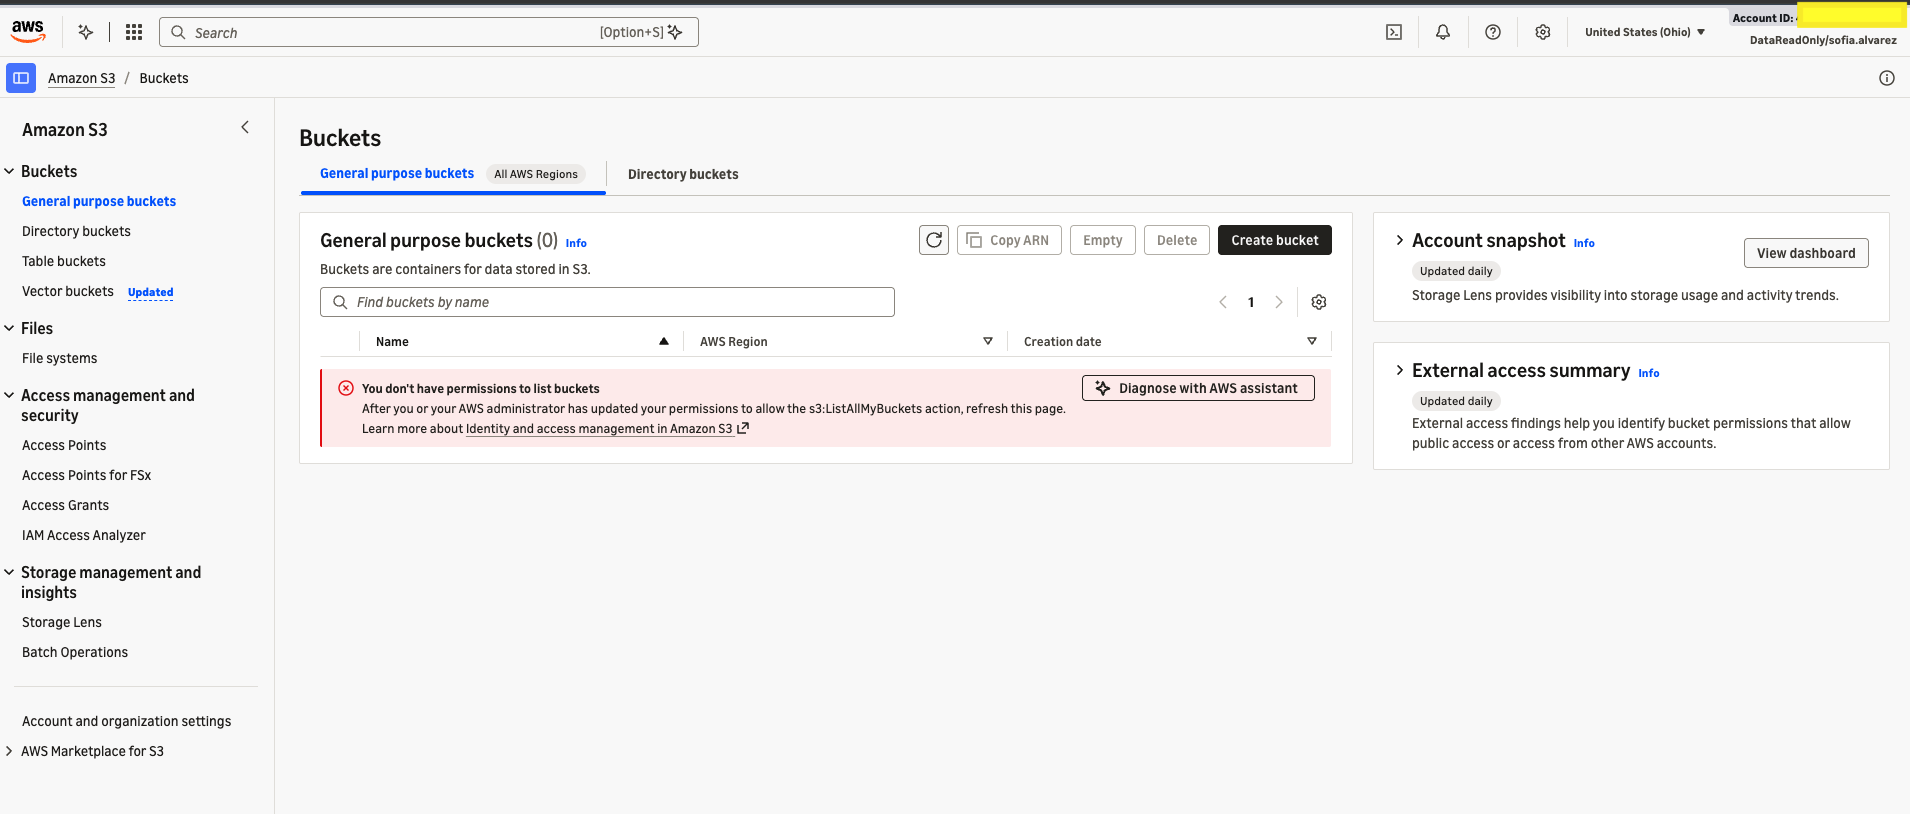 aws
Search [Option+S]
United States (Ohio)
Account ID:
DataReadOnly/sofia.alvarez
Amazon S3 / Buckets
Amazon S3
Buckets
General purpose buckets
Directory buckets
Table buckets
Vector buckets Updated
Files
File systems
Access management and
security
Access Points
Access Points for FSx
Access Grants
IAM Access Analyzer
Storage management and
insights
Storage Lens
Batch Operations
Account and organization settings
AWS Marketplace for S3
Buckets
General purpose buckets All AWS Regions Directory buckets
General purpose buckets (0) Info
Copy ARN Empty Delete Create bucket
Buckets are containers for data stored in S3.
Find buckets by name
1
Name AWS Region Creation date
You don't have permissions to list buckets
Diagnose with AWS assistant
After you or your AWS administrator has updated your permissions to allow the s3:ListAllMyBuckets action, refresh this page.
Learn more about Identity and access management in Amazon S3
Account snapshot Info
View dashboard
Updated daily
Storage Lens provides visibility into storage usage and activity trends.
External access summary Info
Updated daily
External access findings help you identify bucket permissions that allow
public access or access from other AWS accounts.